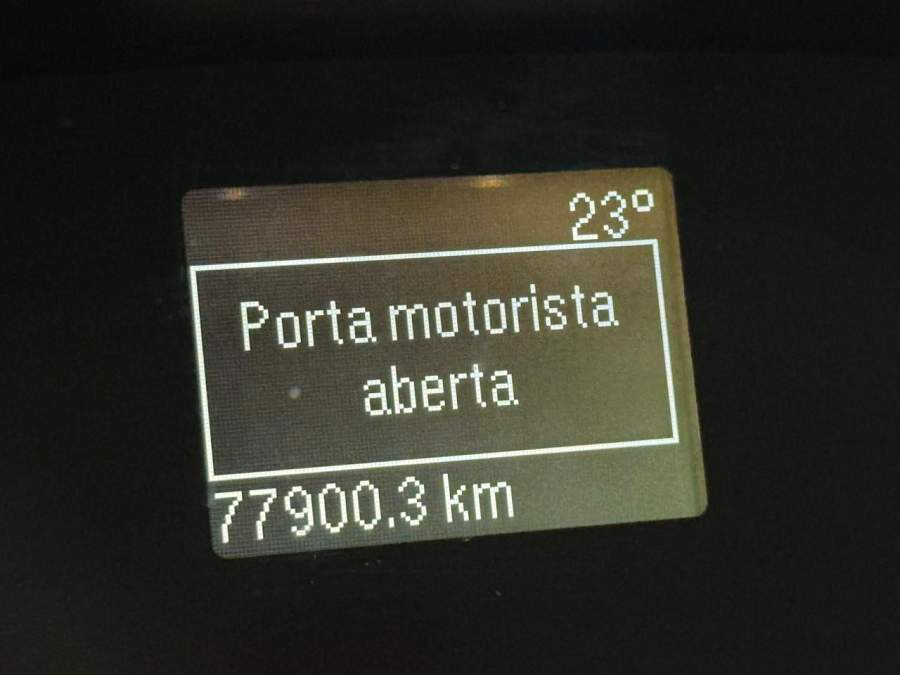 23°
Porta motorista
aberta
77900.3 km